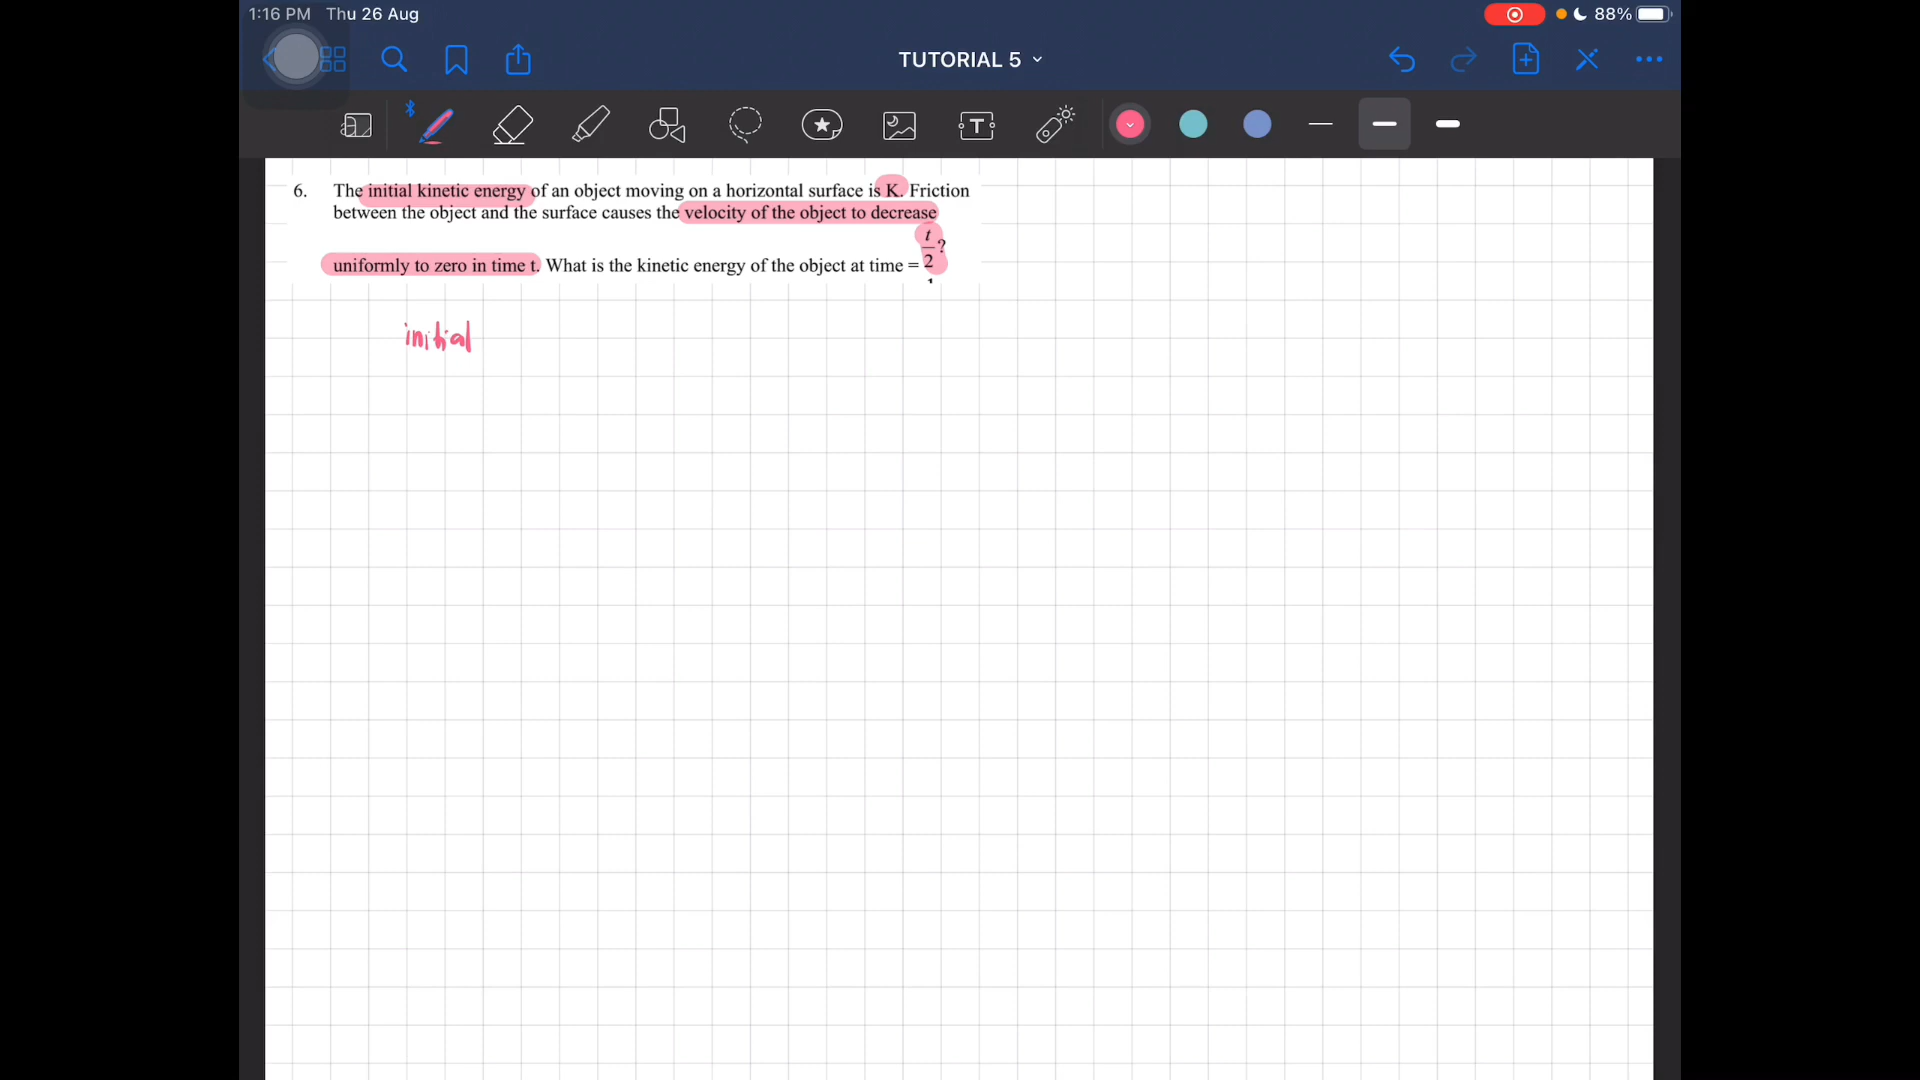 1:16 PM Thu 26 Aug
88%
TUTORIAL 5
T
6. The initial kinetic energy of an object moving on a horizontal surface is K. Friction
between the object and the surface causes the velocity of the object to decrease
uniformly to zero in time t. What is the kinetic energy of the object at time = t/2?
initial